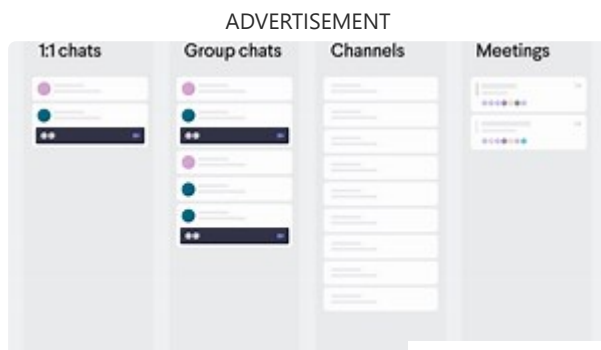 ADVERTISEMENT
1:1 chats
Group chats
Channels
Meetings